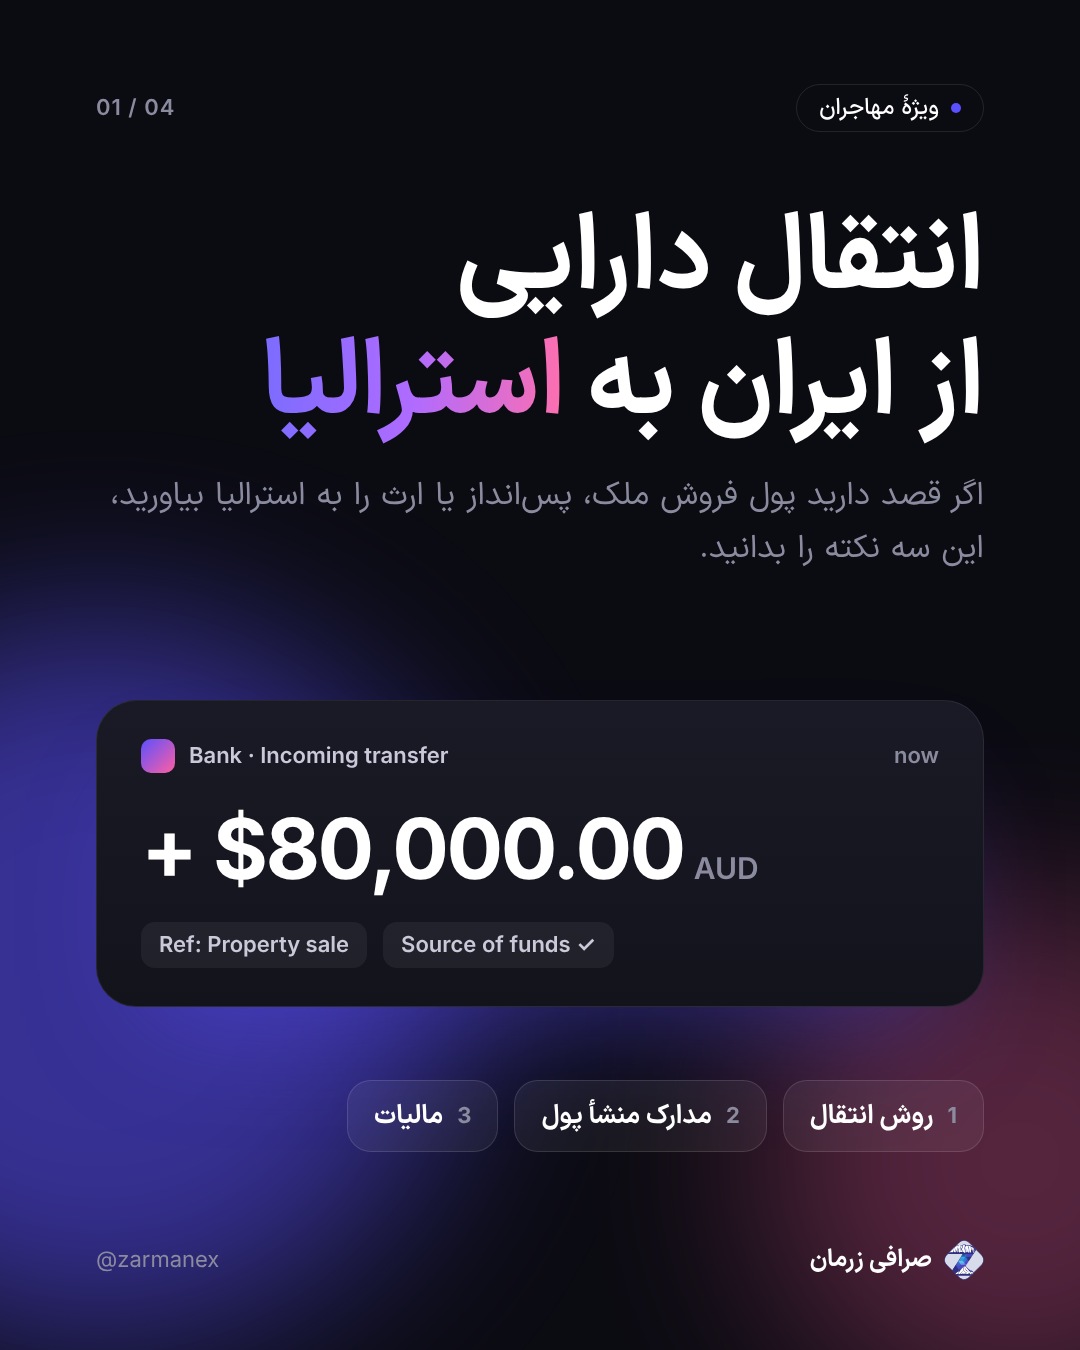 ویژهٔ مهاجران
01 / 04
انتقال دارایی
از ایران به استرالیا
اگر قصد دارید پول فروش ملک، پس‌انداز یا ارث را به استرالیا بیاورید،
این سه نکته را بدانید.
Bank · Incoming transfer
now
+ $80,000.00 AUD
Ref: Property sale
Source of funds ✓
1 روش انتقال
2 مدارک منشأ پول
3 مالیات
صرافی زرمان
@zarmanex